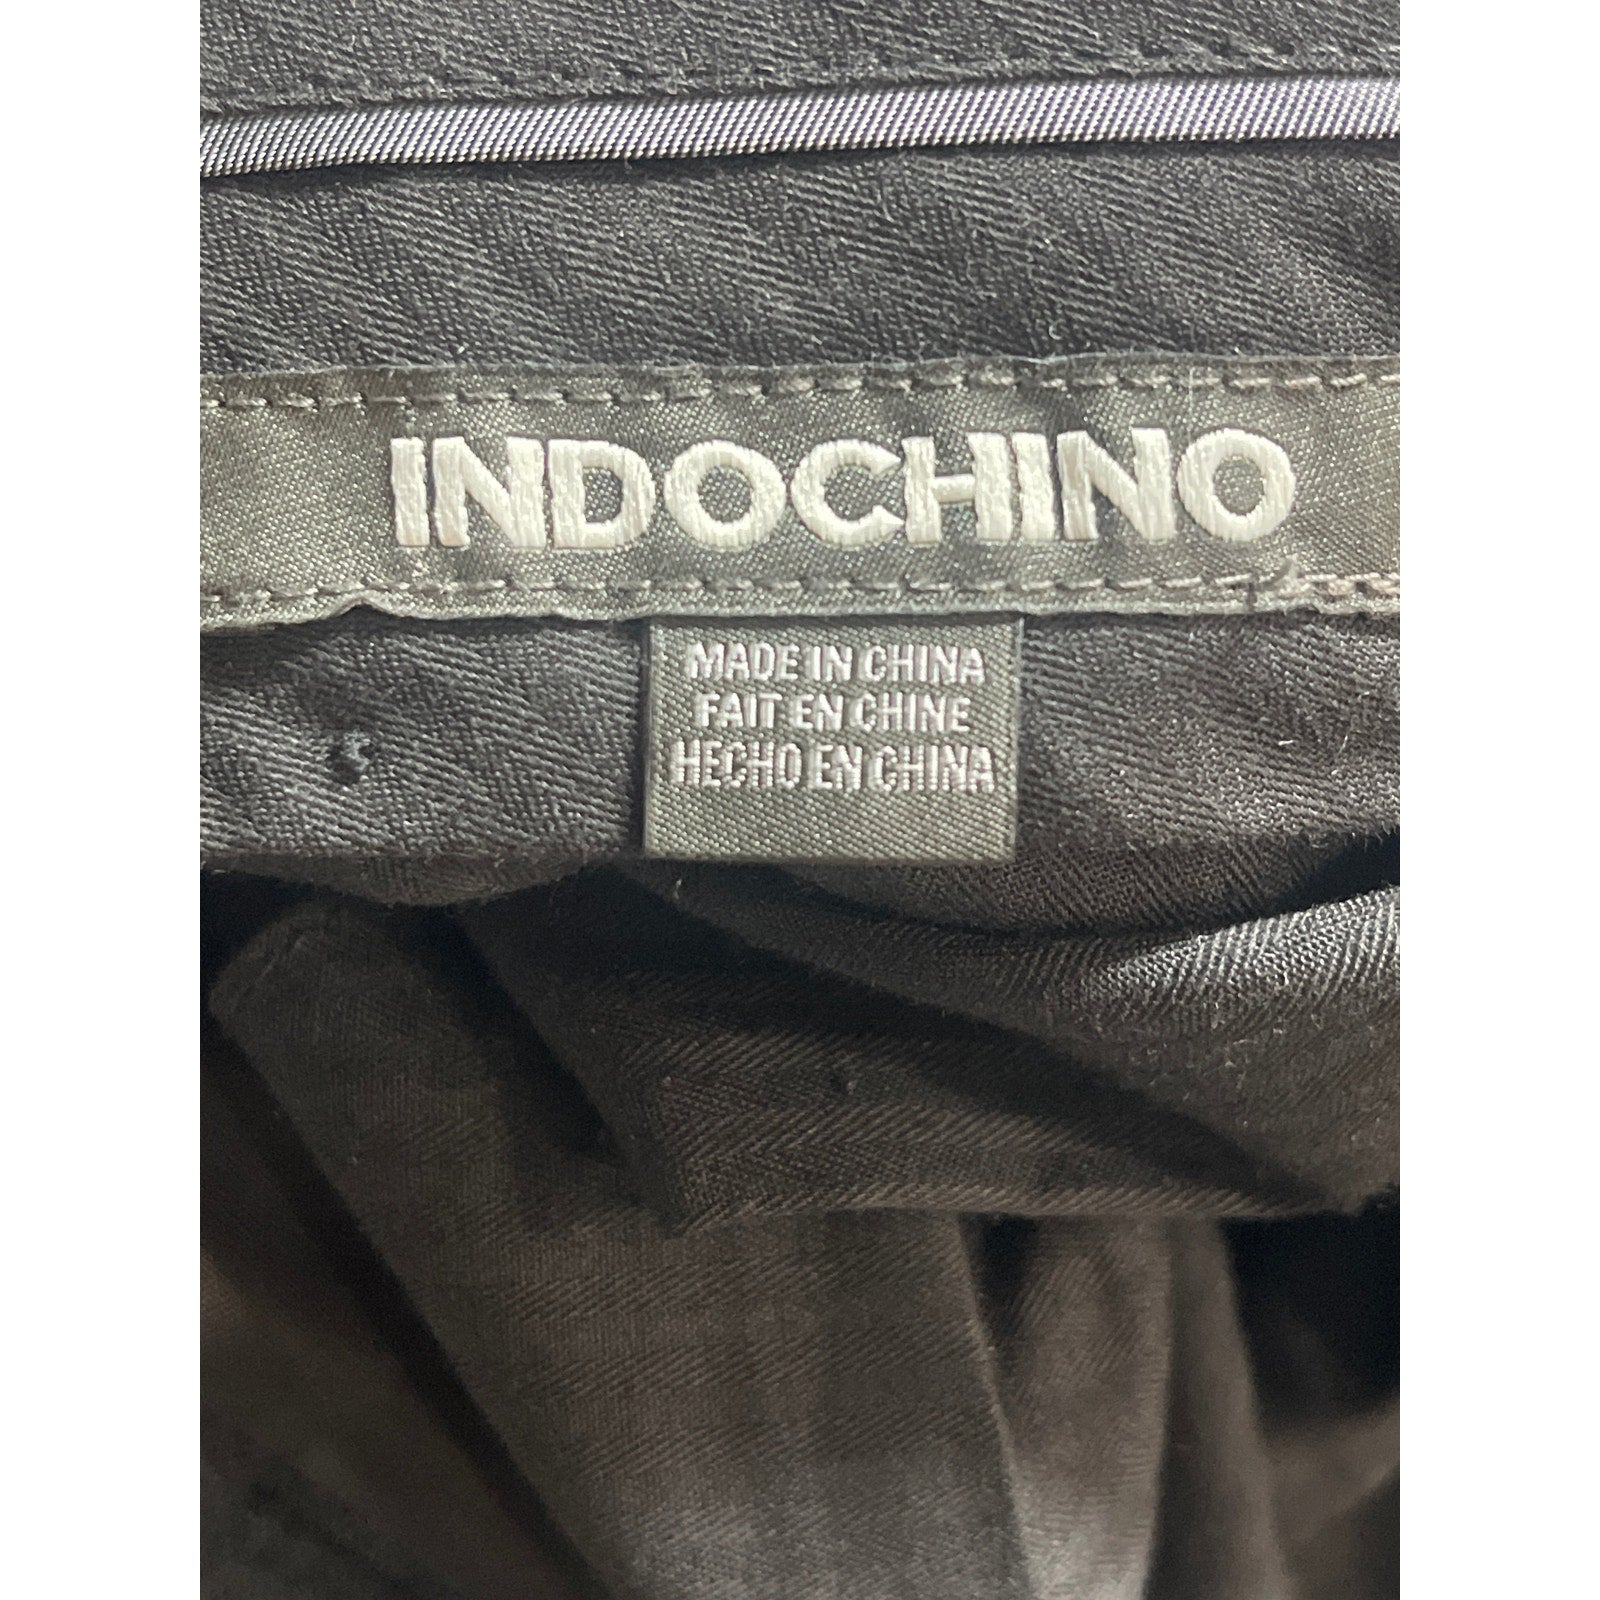 INDOCHINO
MADE IN CHINA
FAIT EN CHINE
HECHO EN CHINA